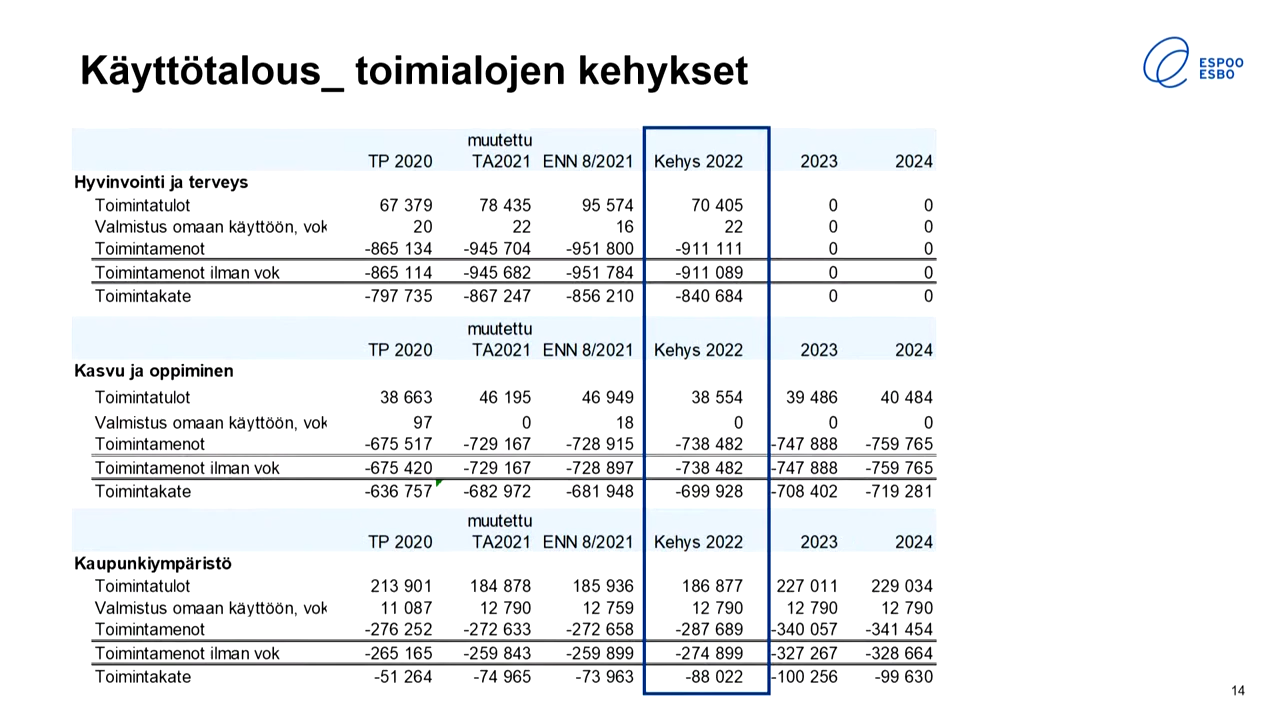 Käyttötalous_ toimialojen kehykset
ESPOO
ESBO
muutettu
TP 2020 TA2021 ENN 8/2021 Kehys 2022 2023 2024
Hyvinvointi ja terveys
Toimintatulot 67 379 78 435 95 574 70 405 0 0
Valmistus omaan käyttöön, vok 20 22 16 22 0 0
Toimintamenot -865 134 -945 704 -951 800 -911 111 0 0
Toimintamenot ilman vok -865 114 -945 682 -951 784 -911 089 0 0
Toimintakate -797 735 -867 247 -856 210 -840 684 0 0
muutettu
TP 2020 TA2021 ENN 8/2021 Kehys 2022 2023 2024
Kasvu ja oppiminen
Toimintatulot 38 663 46 195 46 949 38 554 39 486 40 484
Valmistus omaan käyttöön, vok 97 0 18 0 0 0
Toimintamenot -675 517 -729 167 -728 915 -738 482 -747 888 -759 765
Toimintamenot ilman vok -675 420 -729 167 -728 897 -738 482 -747 888 -759 765
Toimintakate -636 757 -682 972 -681 948 -699 928 -708 402 -719 281
muutettu
TP 2020 TA2021 ENN 8/2021 Kehys 2022 2023 2024
Kaupunkiympäristö
Toimintatulot 213 901 184 878 185 936 186 877 227 011 229 034
Valmistus omaan käyttöön, vok 11 087 12 790 12 759 12 790 12 790 12 790
Toimintamenot -276 252 -272 633 -272 658 -287 689 -340 057 -341 454
Toimintamenot ilman vok -265 165 -259 843 -259 899 -274 899 -327 267 -328 664
Toimintakate -51 264 -74 965 -73 963 -88 022 -100 256 -99 630
14